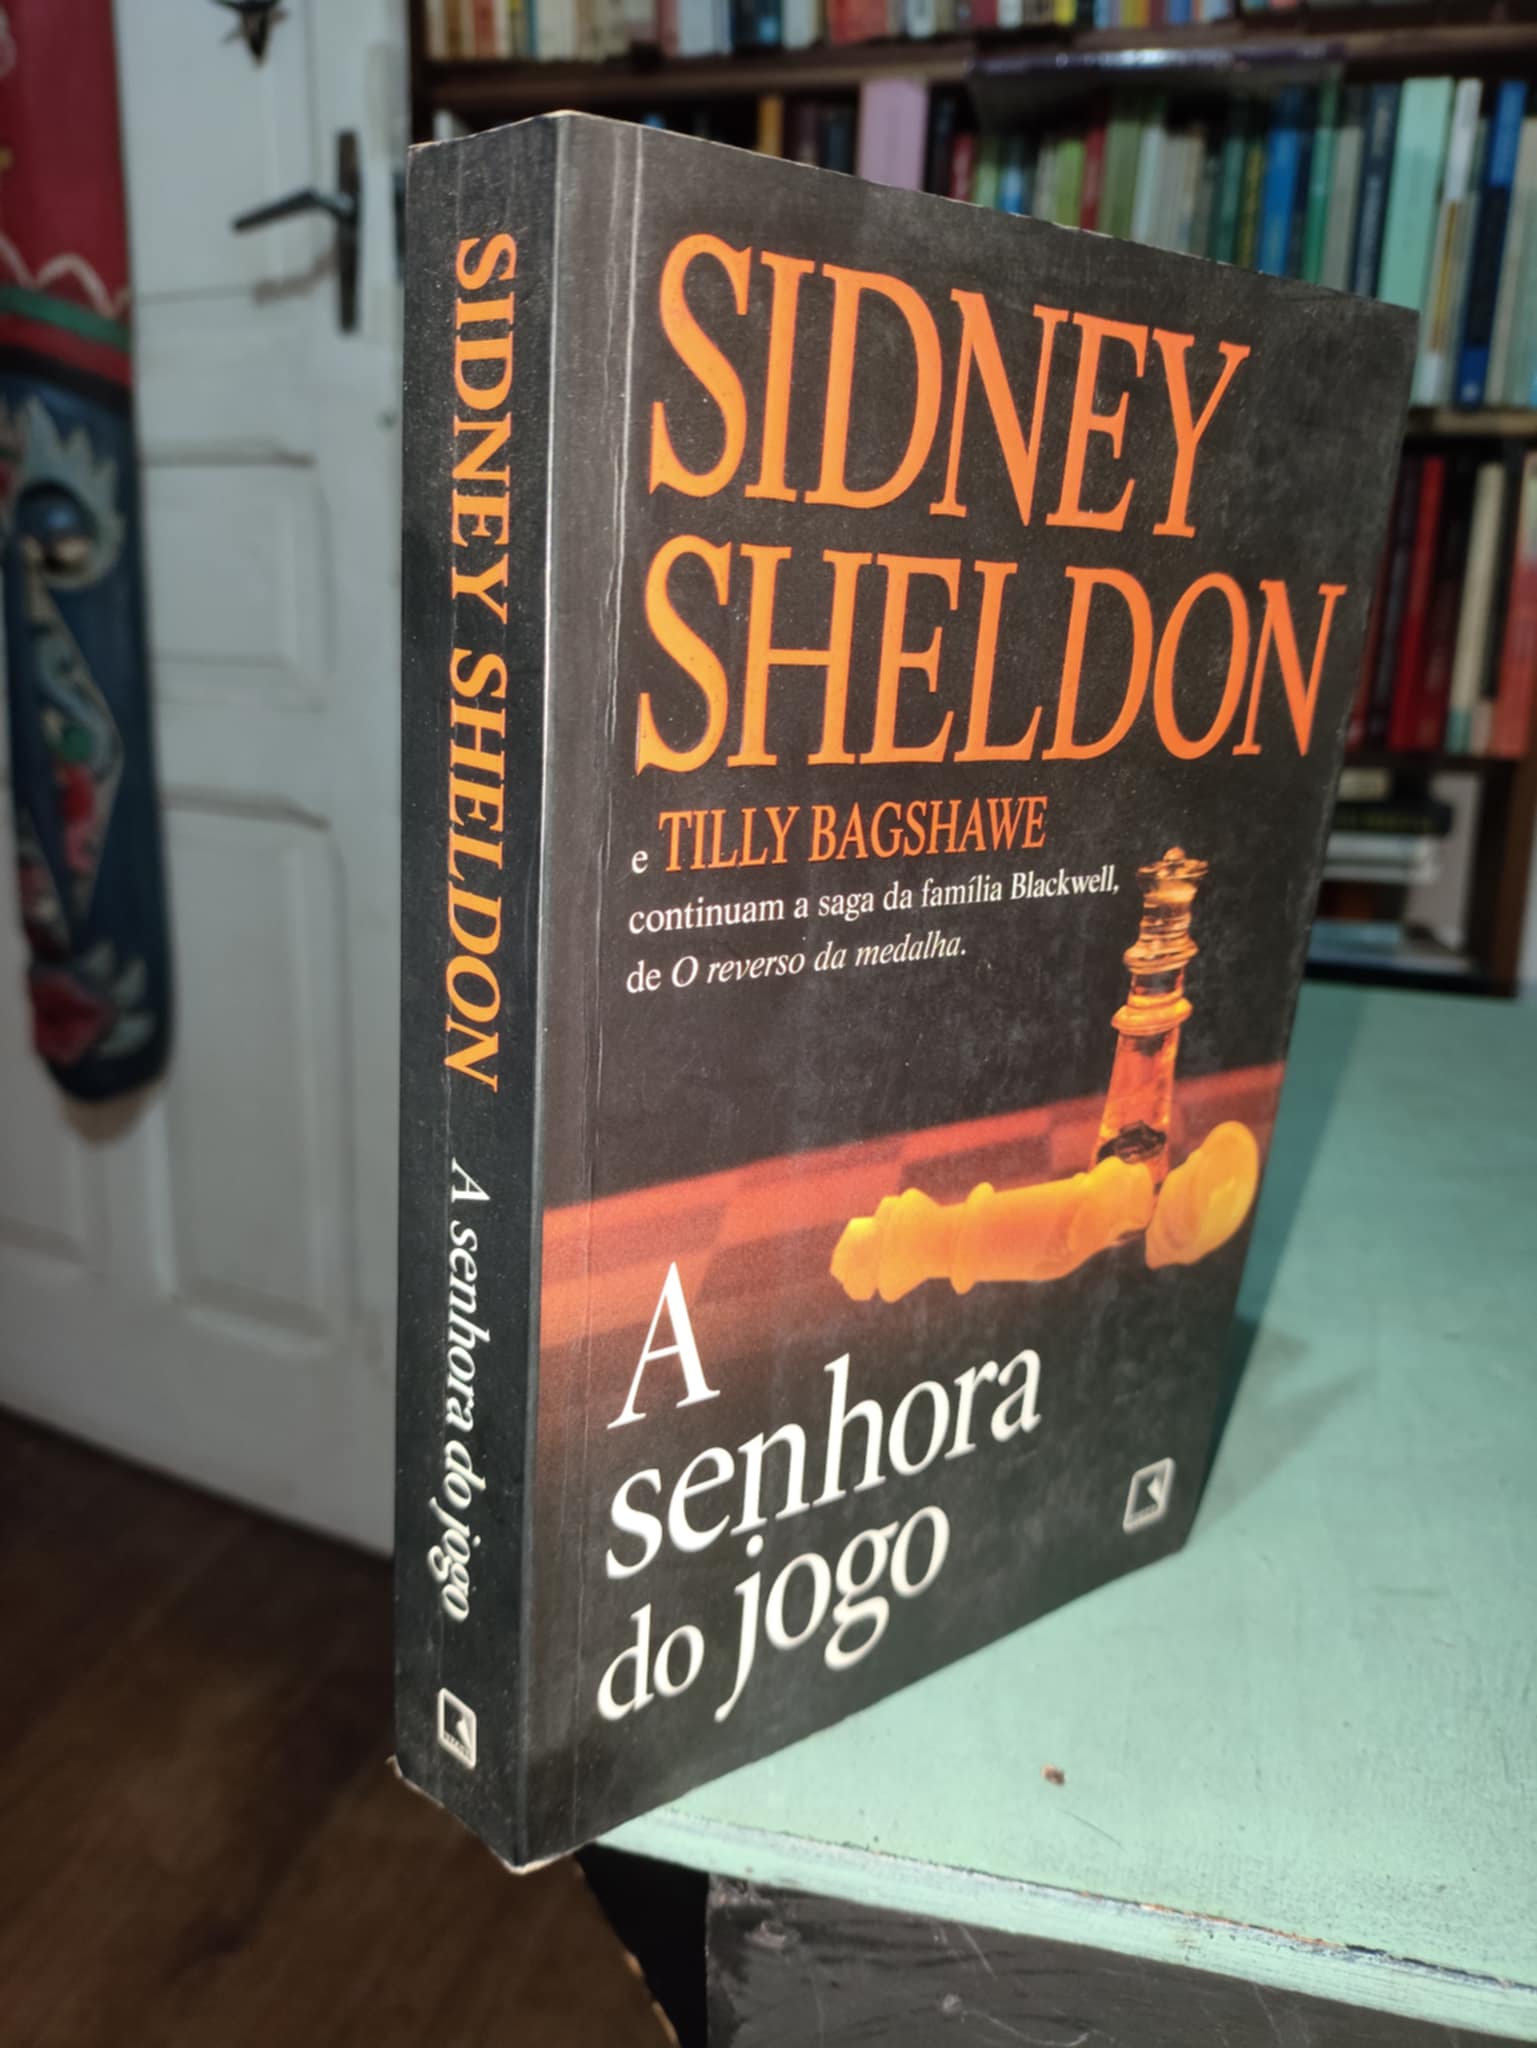 SIDNEY SHELDON A senhora do jogo
SIDNEY
SHELDON
e TILLY BAGSHAWE
continuam a saga da família Blackwell,
de O reverso da medalha.
A
senhora
do jogo